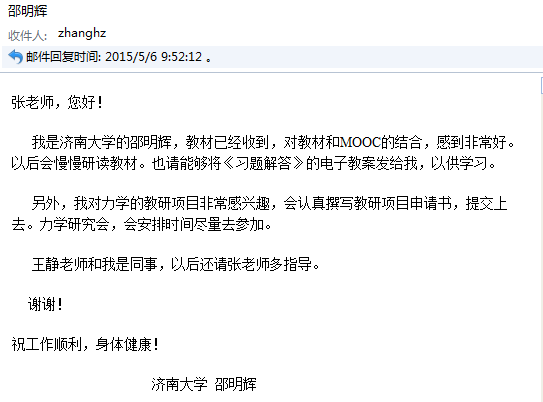 邵明辉
收件人: zhanghz
邮件回复时间: 2015/5/6 9:52:12 。
张老师，您好！
我是济南大学的邵明辉，教材已经收到，对教材和MOOC的结合，感到非常好。
以后会慢慢研读教材。也请能够将《习题解答》的电子教案发给我，以供学习。
另外，我对力学的教研项目非常感兴趣，会认真撰写教研项目申请书，提交上
去。力学研究会，会安排时间尽量去参加。
王静老师和我是同事，以后还请张老师多指导。
谢谢！
祝工作顺利，身体健康！
济南大学 邵明辉